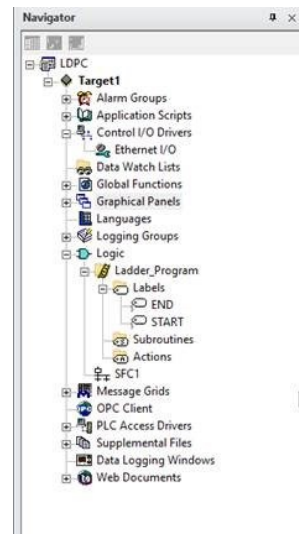 Navigator
LDPC
Target1
Alarm Groups
Application Scripts
Control I/O Drivers
Ethernet I/O
Data Watch Lists
Global Functions
Graphical Panels
Languages
Logging Groups
Logic
Ladder_Program
Labels
END
START
Subroutines
Actions
SFC1
Message Grids
OPC Client
PLC Access Drivers
Supplemental Files
Data Logging Windows
Web Documents